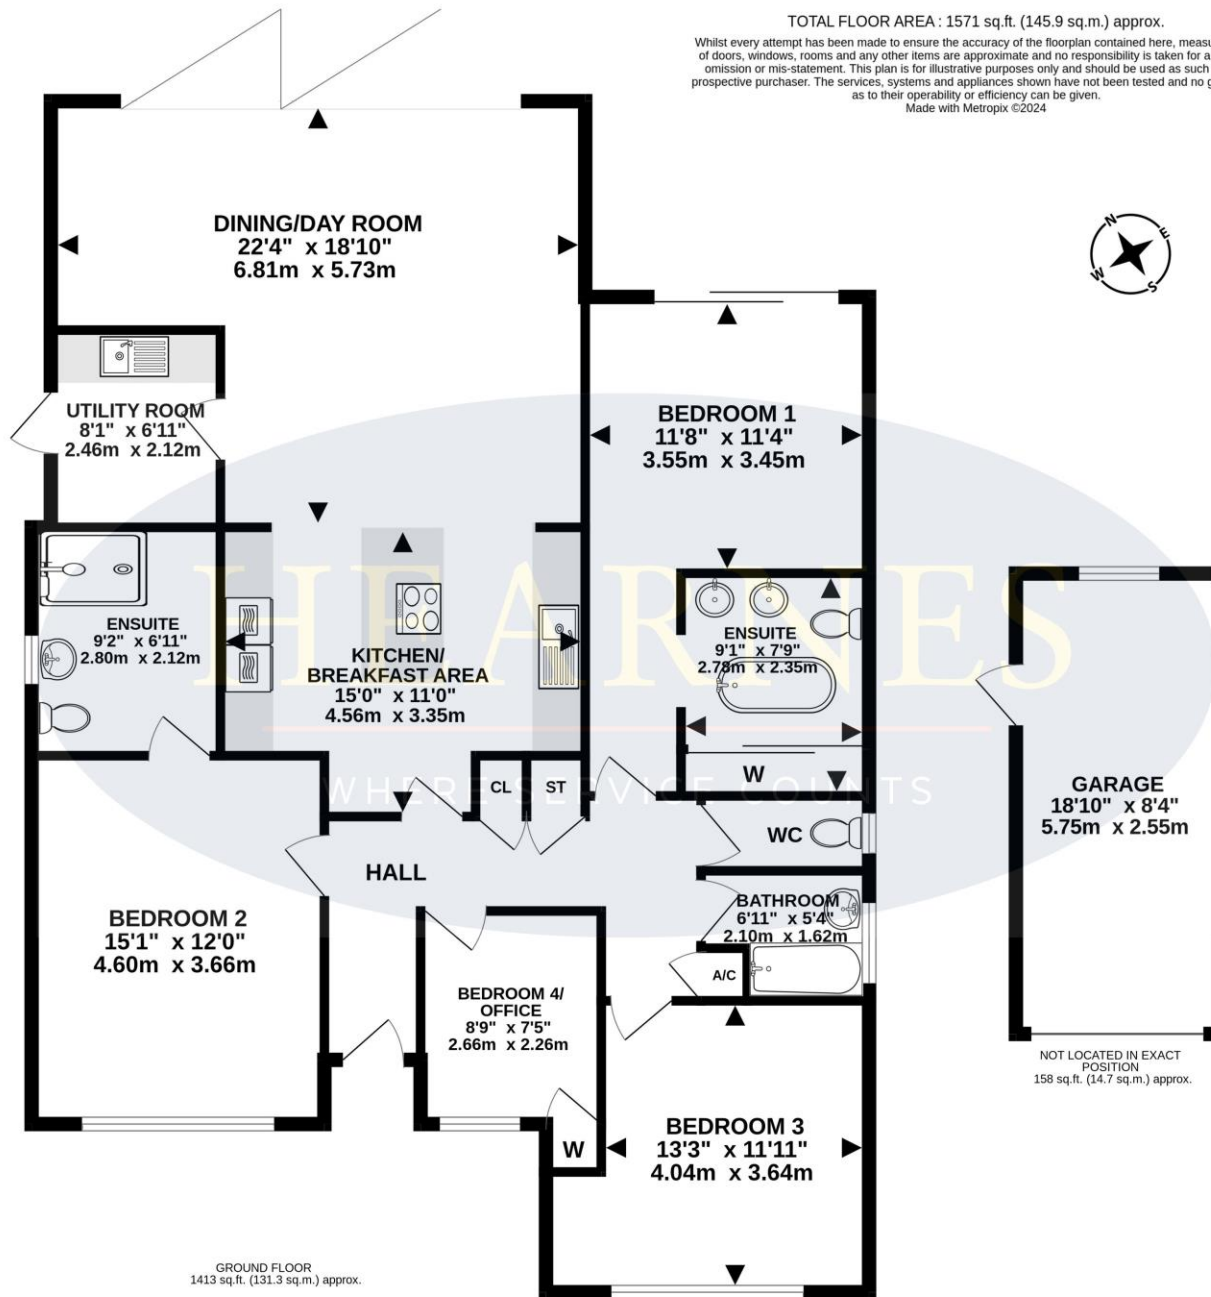 TOTAL FLOOR AREA : 1571 sq.ft. (145.9 sq.m.) approx.
Whilst every attempt has been made to ensure the accuracy of the floorplan contained here,
of doors, windows, rooms and any other items are approximate and no responsibility is taken for
omission or mis-statement. This plan is for illustrative purposes only and should be used as such
prospective purchaser. The services, systems and appliances shown have not been tested and no
as to their operability or efficiency can be given.
Made with Metropix ©2024
N
E
S
W
DINING/DAY ROOM
22'4" x 18'10"
6.81m x 5.73m
UTILITY ROOM
8'1" x 6'11"
2.46m x 2.12m
BEDROOM 1
11'8" x 11'4"
3.55m x 3.45m
HEARNES
WHERE SERVICE COUNTS
ENSUITE
9'2" x 6'11"
2.80m x 2.12m
KITCHEN/
BREAKFAST AREA
15'0" x 11'0"
4.56m x 3.35m
ENSUITE
9'1" x 7'9"
2.78m x 2.35m
W
CL
ST
WC
HALL
GARAGE
18'10" x 8'4"
5.75m x 2.55m
BEDROOM 2
15'1" x 12'0"
4.60m x 3.66m
BATHROOM
6'11" x 5'4"
2.10m x 1.62m
A/C
BEDROOM 4/
OFFICE
8'9" x 7'5"
2.66m x 2.26m
NOT LOCATED IN EXACT
POSITION
158 sq.ft. (14.7 sq.m.) approx.
W
BEDROOM 3
13'3" x 11'11"
4.04m x 3.64m
GROUND FLOOR
1413 sq.ft. (131.3 sq.m.) approx.